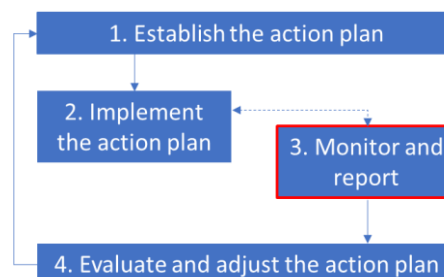 1. Establish the action plan
2. Implement
the action plan
3. Monitor and
report
4. Evaluate and adjust the action plan